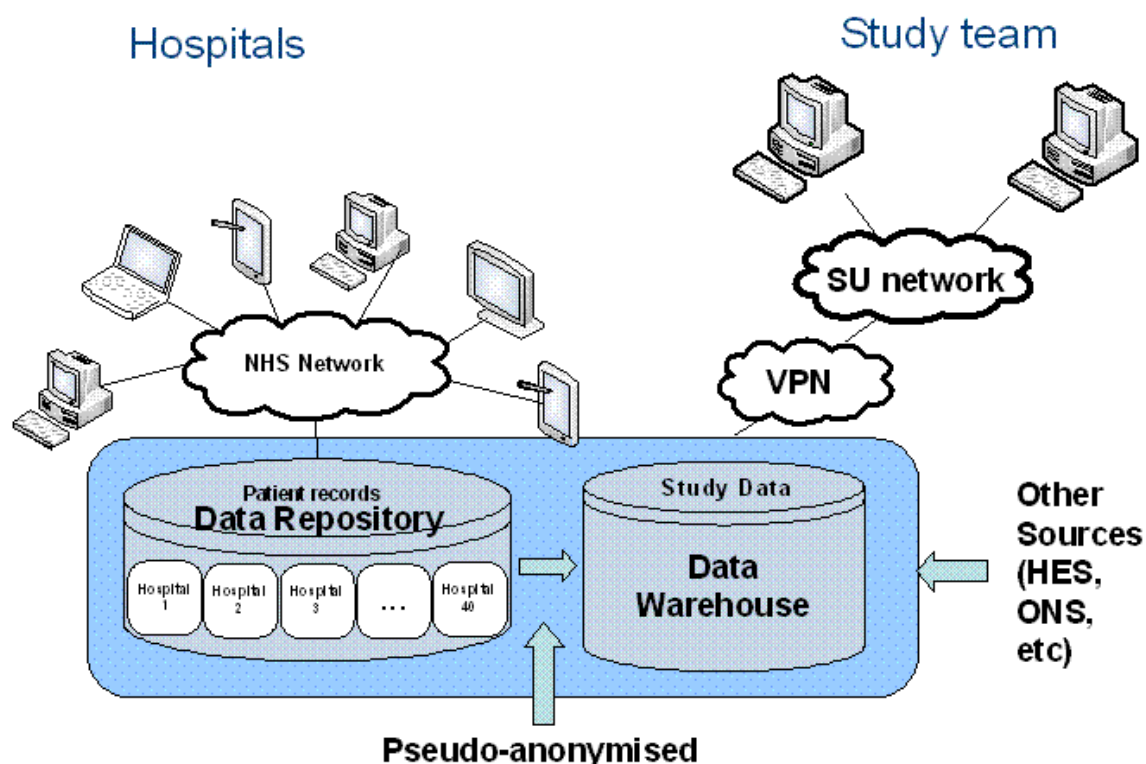 Hospitals
Study team
SU network
NHS Network
VPN
Patient records
Data Repository
Hospital
1
Hospital
2
Hospital
3
...
Hospital
40
Study Data
Data
Warehouse
Other
Sources
(HES,
ONS,
etc)
Pseudo-anonymised